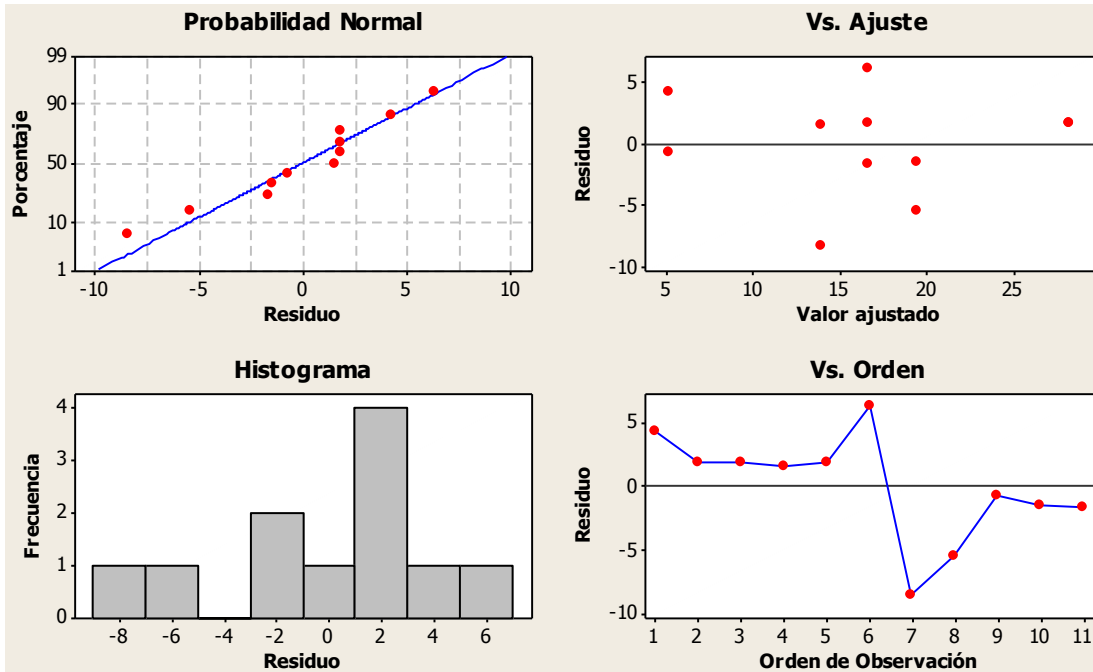 Probabilidad Normal
Porcentaje
99
90
50
10
1
-10 -5 0 5 10
Residuo
Vs. Ajuste
Residuo
5
0
-5
-10
5 10 15 20 25
Valor ajustado
Histograma
Frecuencia
4
3
2
1
0
-8 -6 -4 -2 0 2 4 6
Residuo
Vs. Orden
Residuo
5
0
-5
-10
1 2 3 4 5 6 7 8 9 10 11
Orden de Observación